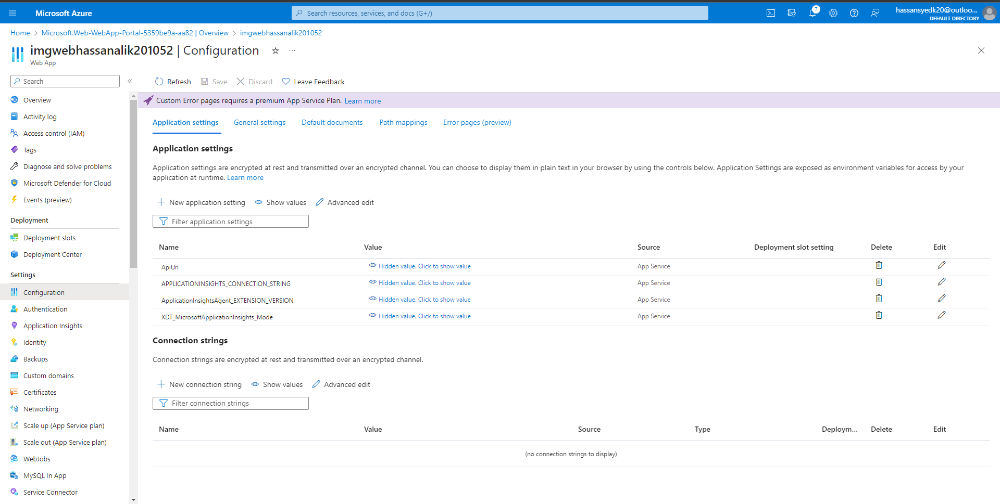 Microsoft Azure
Search resources, services, and docs (G+/)
7
hassansyedk20@outloo...
DEFAULT DIRECTORY
Home > Microsoft.Web-WebApp-Portal-5359be9a-aa82 | Overview > imgwebhassanalik201052
imgwebhassanalik201052 | Configuration
Web App
Search
Overview
Activity log
Access control (IAM)
Tags
Diagnose and solve problems
Microsoft Defender for Cloud
Events (preview)
Deployment
Deployment slots
Deployment Center
Settings
Configuration
Authentication
Application Insights
Identity
Backups
Custom domains
Certificates
Networking
Scale up (App Service plan)
Scale out (App Service plan)
WebJobs
MySQL In App
Service Connector
Refresh Save Discard Leave Feedback
Custom Error pages requires a premium App Service Plan. Learn more
Application settings General settings Default documents Path mappings Error pages (preview)
Application settings
Application settings are encrypted at rest and transmitted over an encrypted channel. You can choose to display them in plain text in your browser by using the controls below. Application Settings are exposed as environment variables for access by your
application at runtime. Learn more
New application setting Show values Advanced edit
Filter application settings
Name Value Source Deployment slot setting Delete Edit
ApiUrl Hidden value. Click to show value App Service
APPLICATIONINSIGHTS_CONNECTION_STRING Hidden value. Click to show value App Service
ApplicationInsightsAgent_EXTENSION_VERSION Hidden value. Click to show value App Service
XDT_MicrosoftApplicationInsights_Mode Hidden value. Click to show value App Service
Connection strings
Connection strings are encrypted at rest and transmitted over an encrypted channel.
New connection string Show values Advanced edit
Filter connection strings
Name Value Source Type Deploym... Delete Edit
(no connection strings to display)